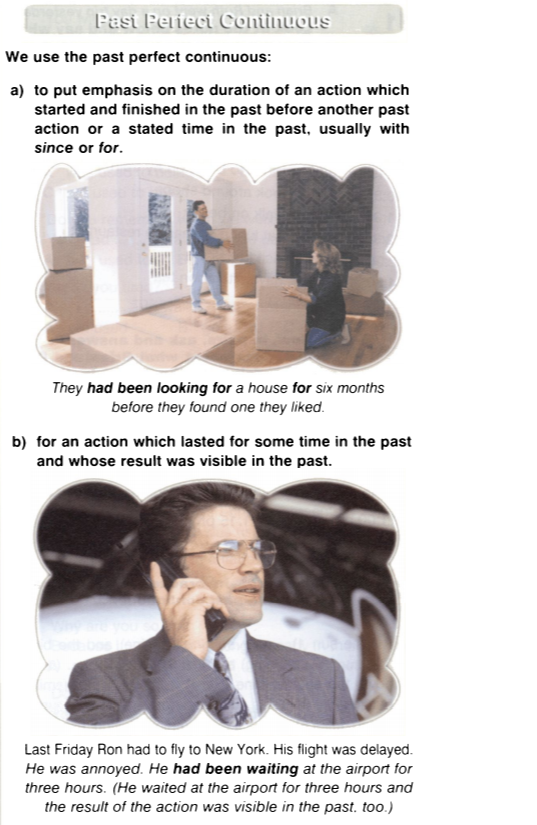 Past Perfect Continuous
We use the past perfect continuous:
a) to put emphasis on the duration of an action which
started and finished in the past before another past
action or a stated time in the past, usually with
since or for.
They had been looking for a house for six months
before they found one they liked.
b) for an action which lasted for some time in the past
and whose result was visible in the past.
Last Friday Ron had to fly to New York. His flight was delayed.
He was annoyed. He had been waiting at the airport for
three hours. (He waited at the airport for three hours and
the result of the action was visible in the past. too.)